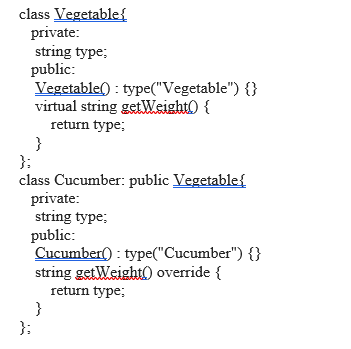 class Vegetable{
private:
string type;
public:
Vegetable() : type("Vegetable") {}
virtual string getWeight() {
return type;
}
};
class Cucumber: public Vegetable{
private:
string type;
public:
Cucumber() : type("Cucumber") {}
string getWeight() override {
return type;
}
};